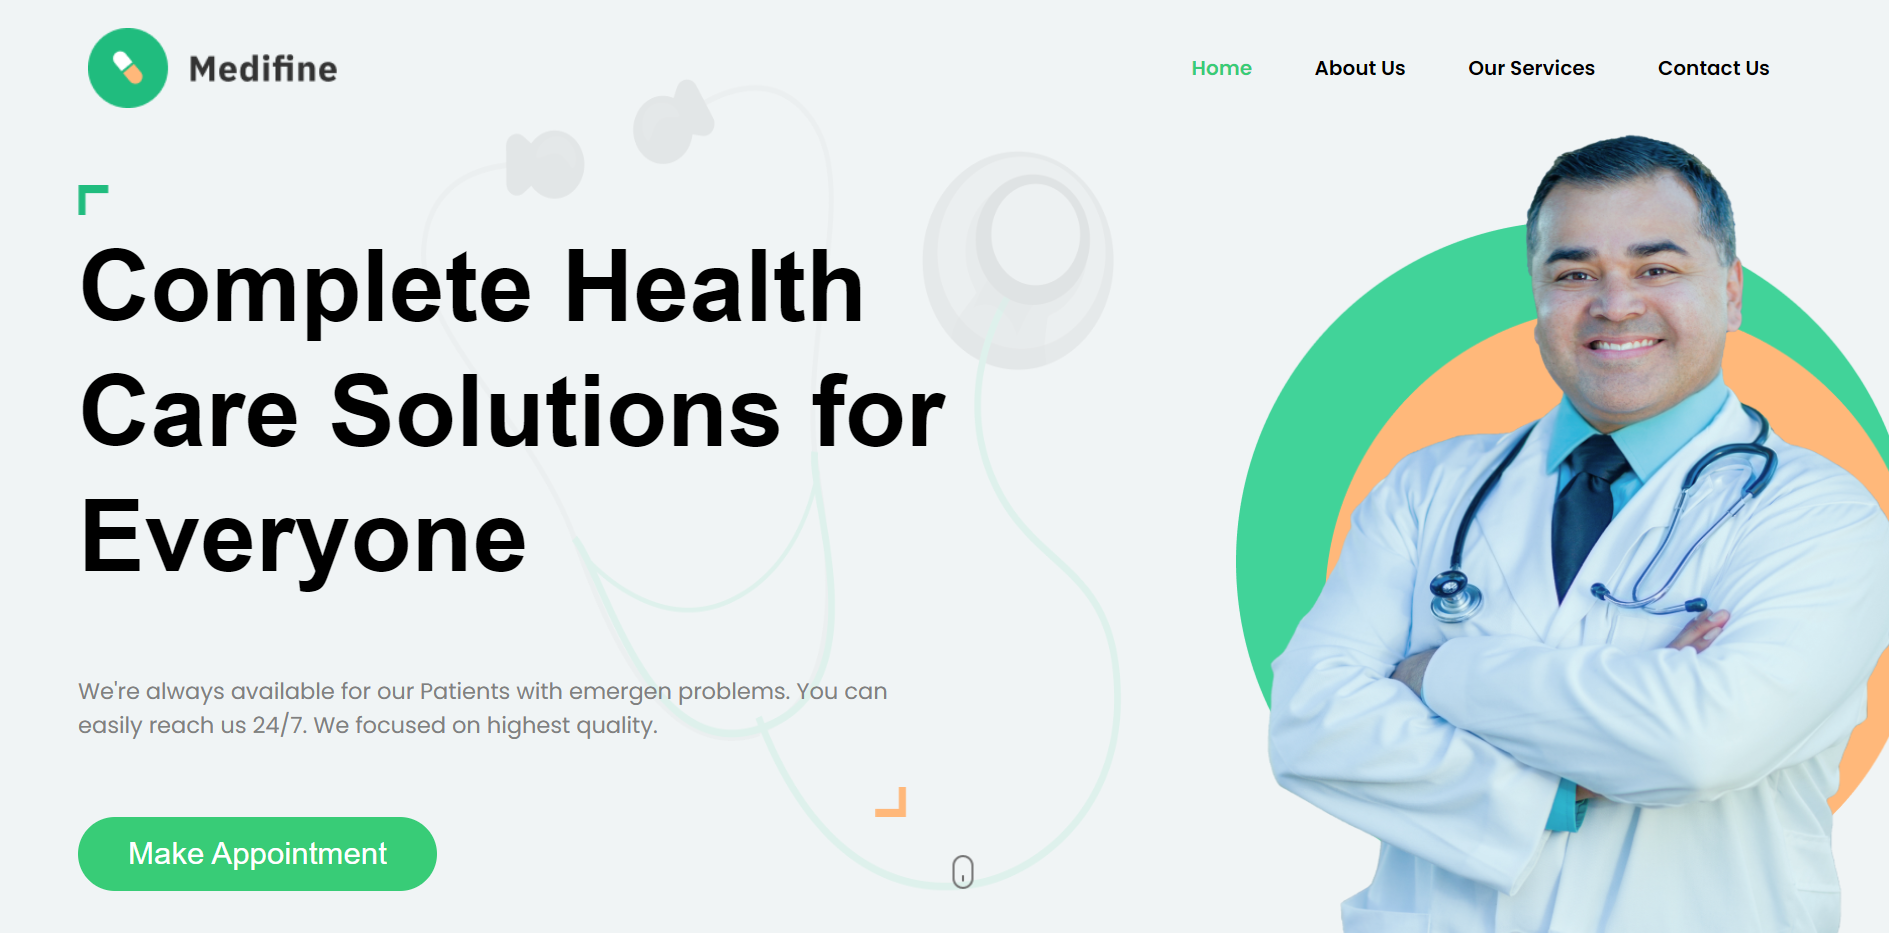 Medifine
Home About Us Our Services Contact Us
Complete Health
Care Solutions for
Everyone
We're always available for our Patients with emergen problems. You can
easily reach us 24/7. We focused on highest quality.
Make Appointment